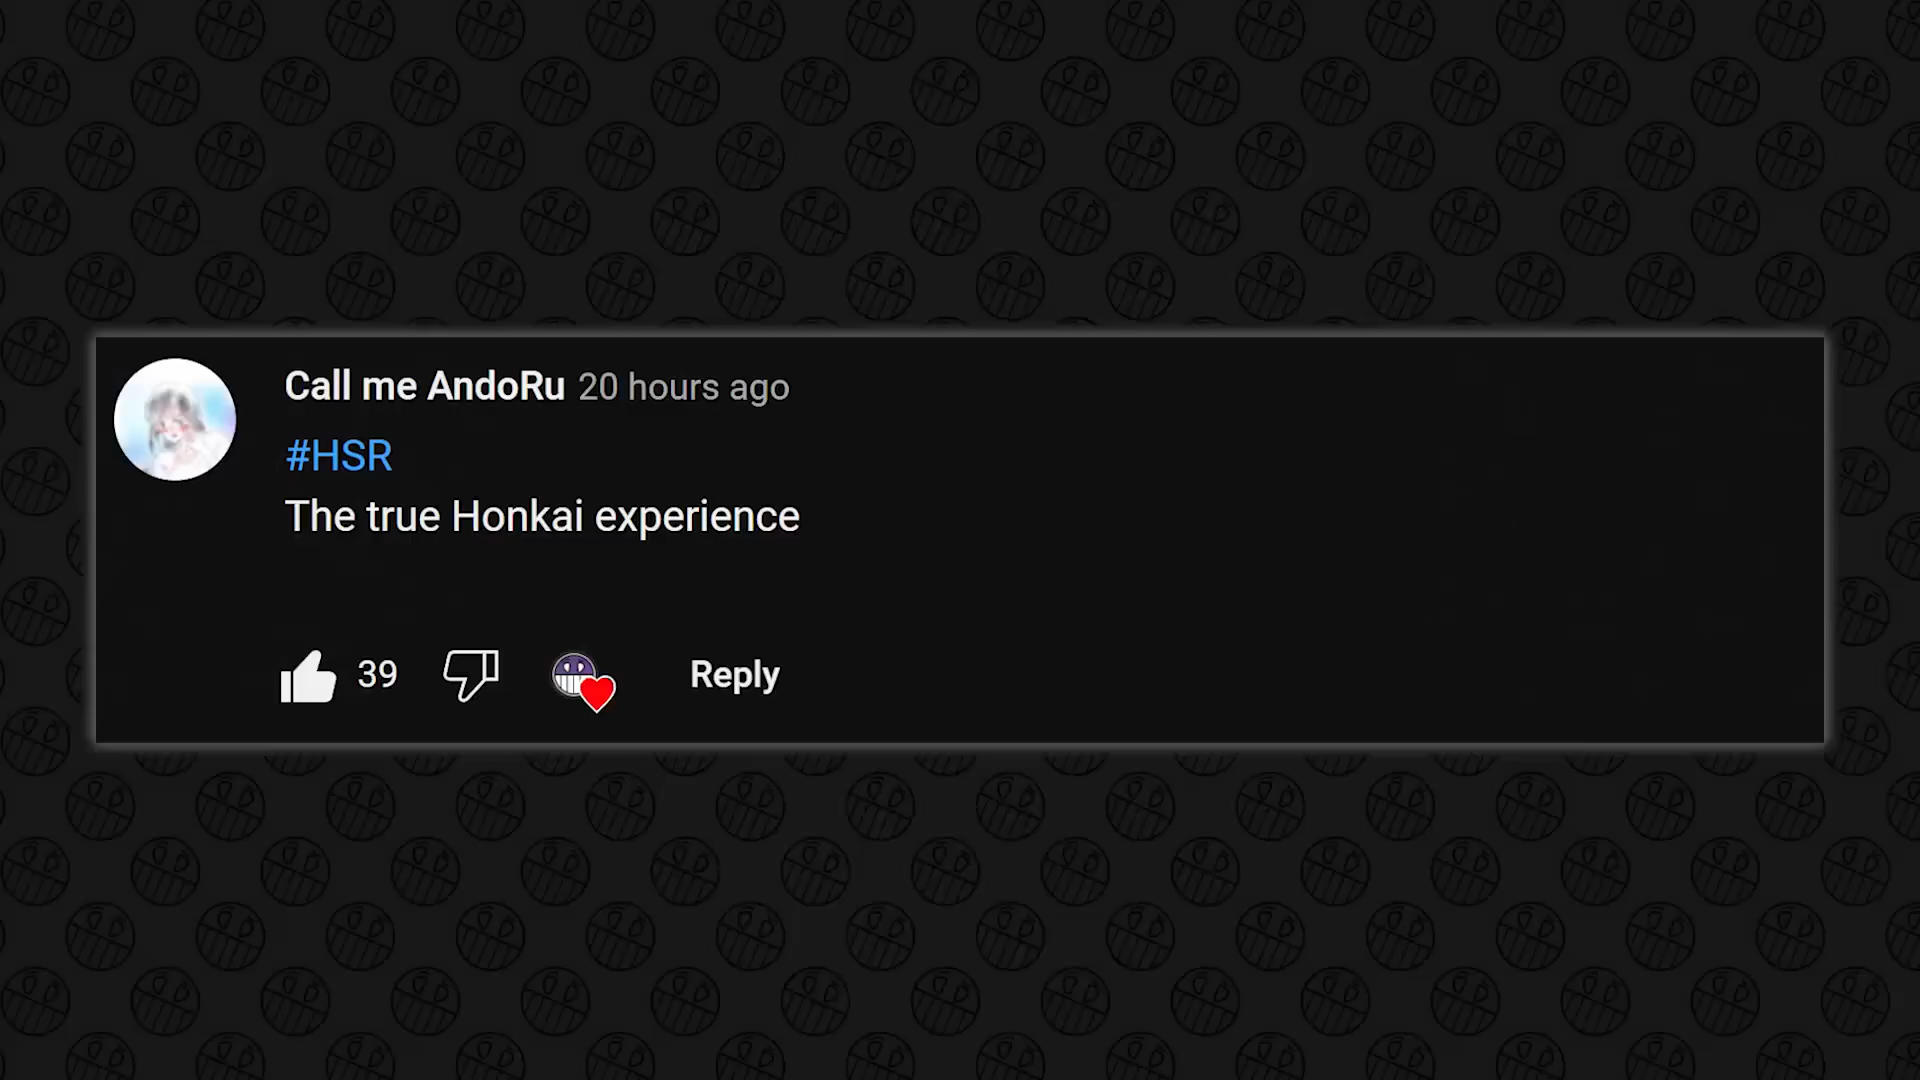 Call me AndoRu 20 hours ago
#HSR
The true Honkai experience
39 Reply